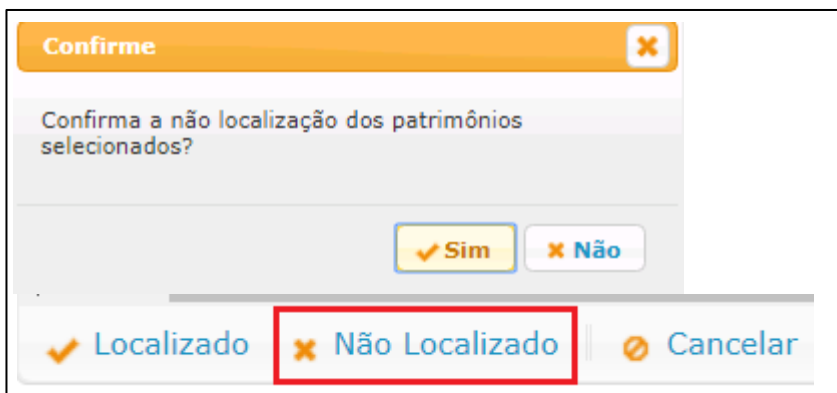 Confirme
Confirma a não localização dos patrimônios
selecionados?
Sim Não
Localizado Não Localizado Cancelar